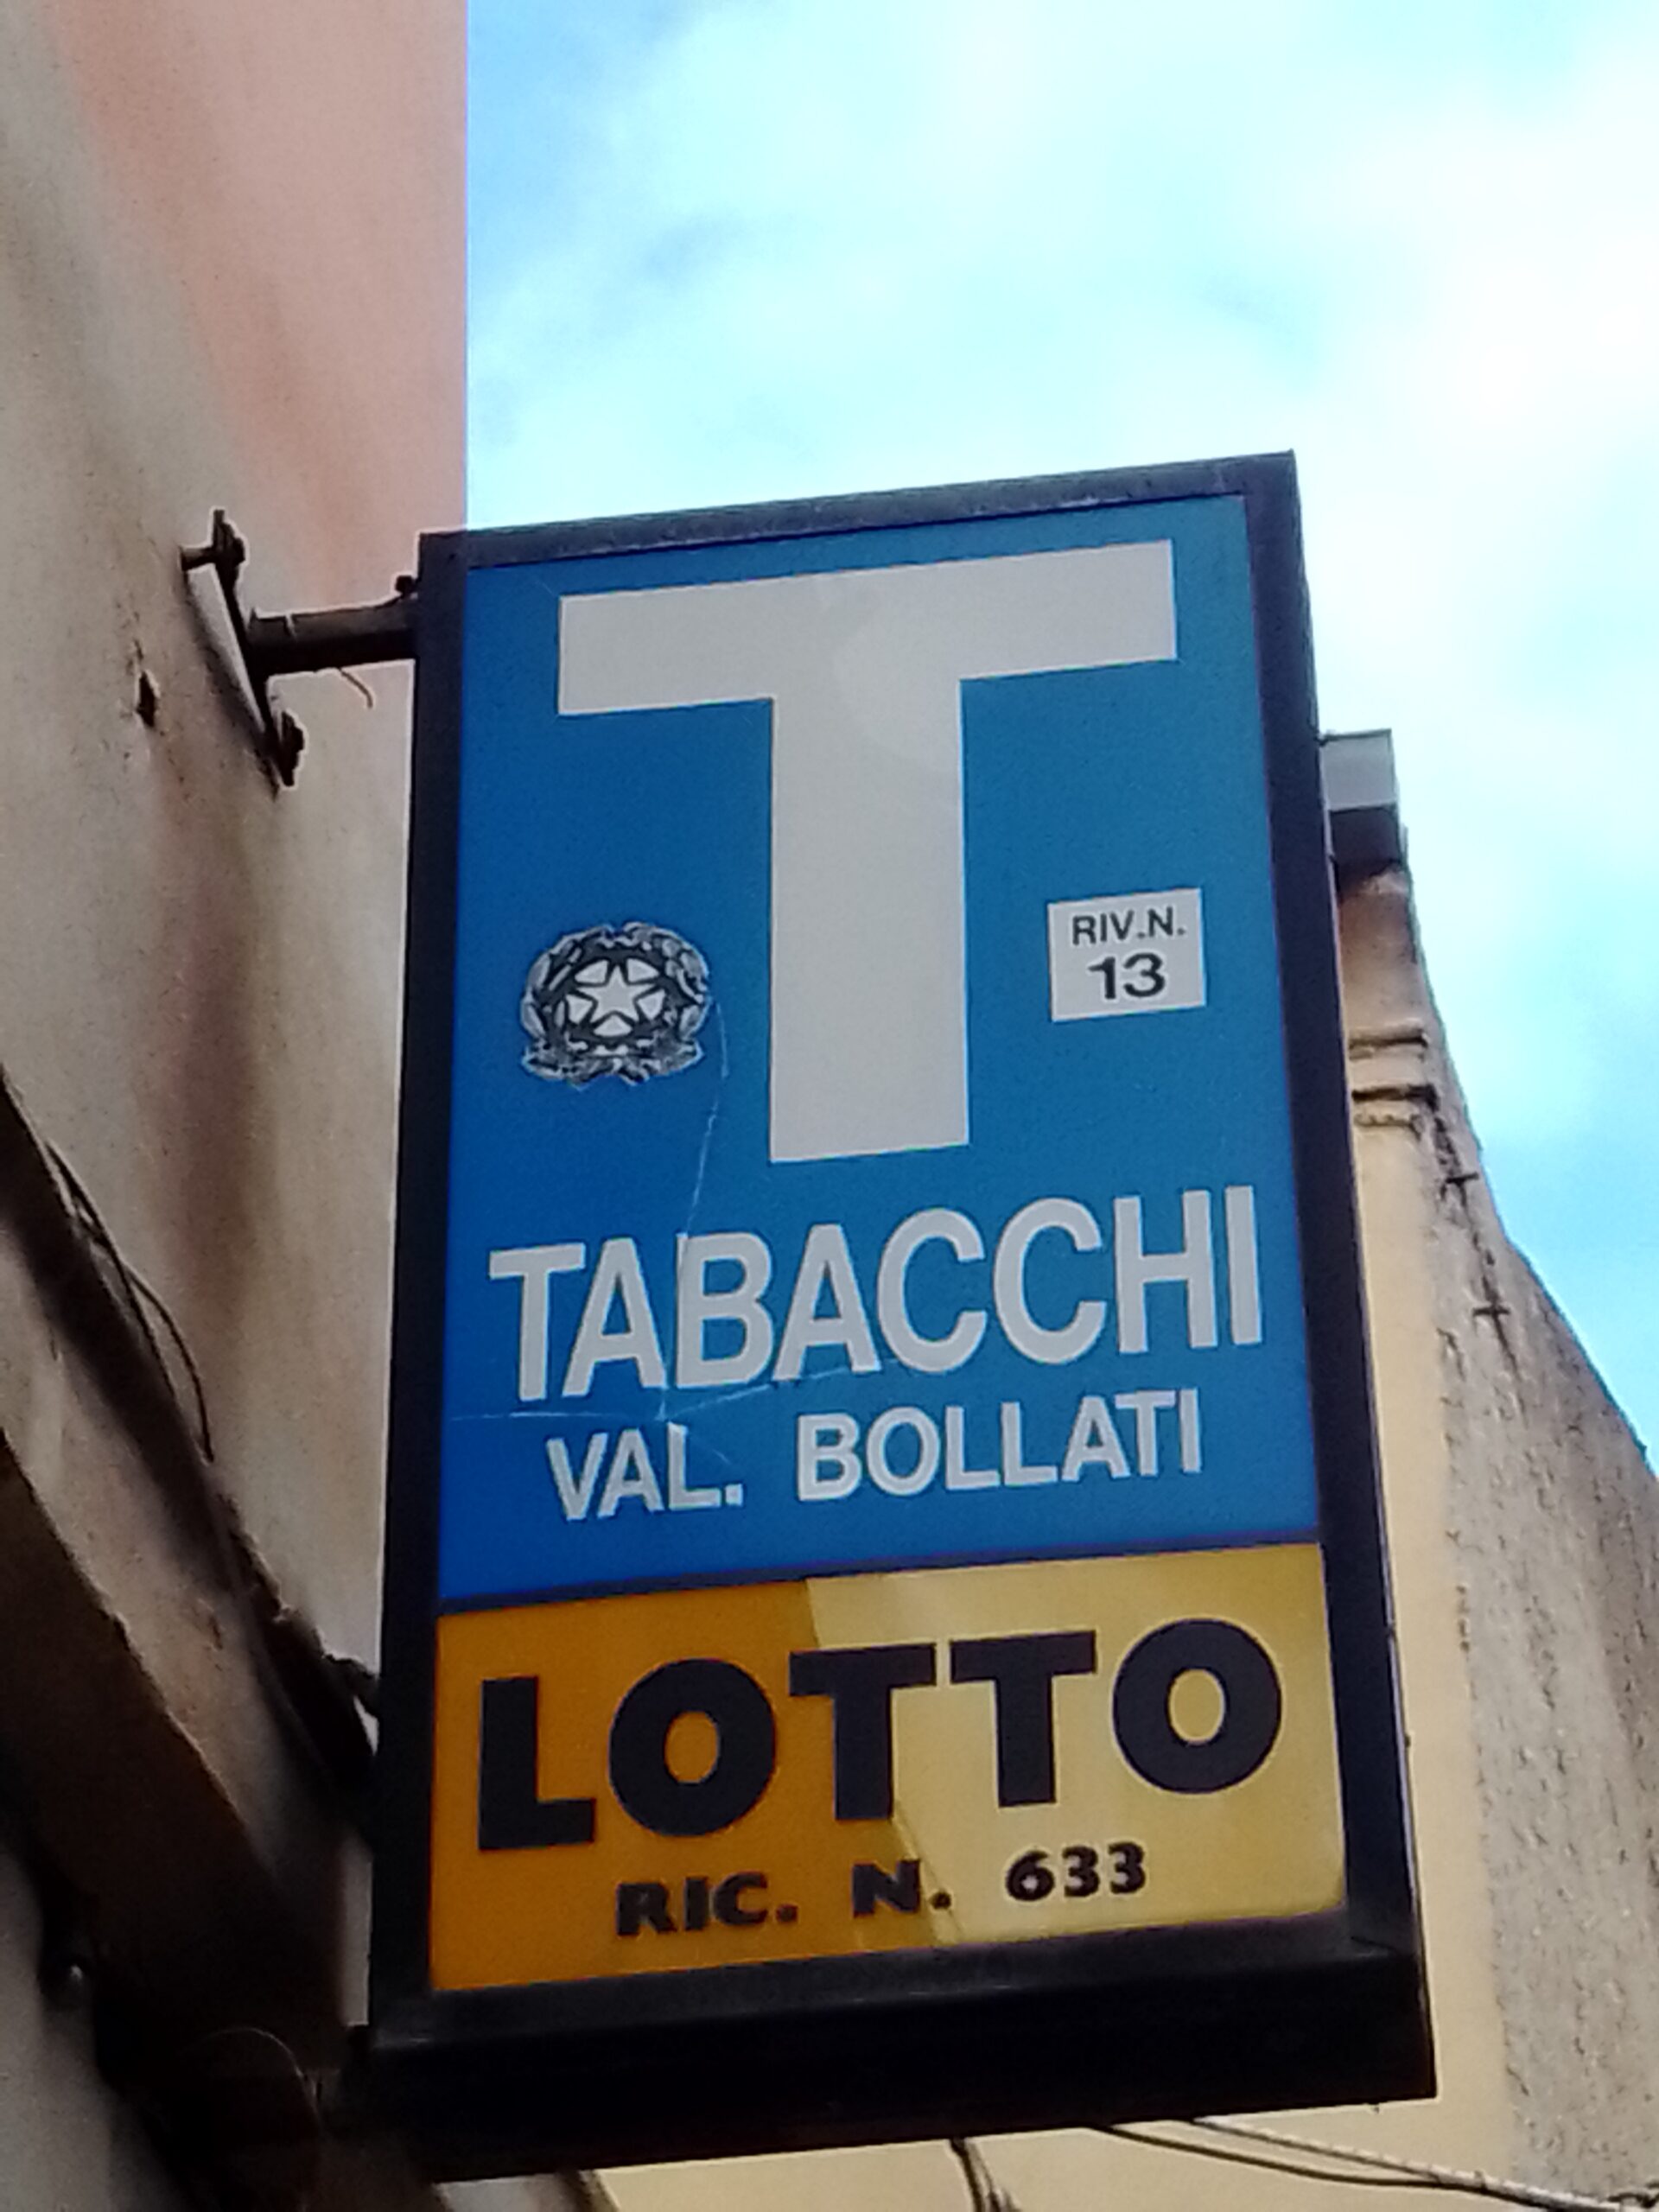 T
RIV.N.
13
TABACCHI
VAL. BOLLATI
LOTTO
RIC. N. 633